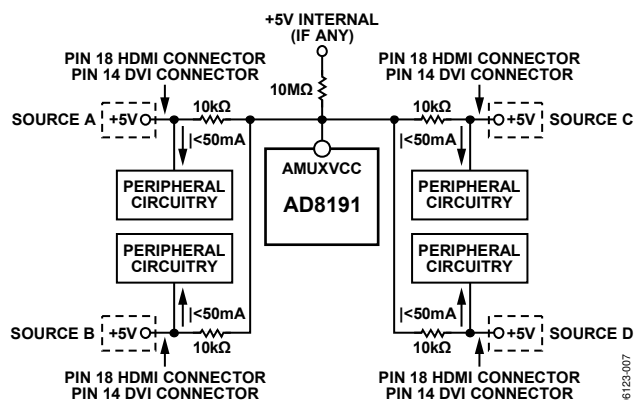 +5V INTERNAL
(IF ANY)
PIN 18 HDMI CONNECTOR
PIN 14 DVI CONNECTOR
PIN 18 HDMI CONNECTOR
PIN 14 DVI CONNECTOR
10MΩ
SOURCE A
+5V
10kΩ
10kΩ
+5V
SOURCE C
I<50mA
I<50mA
AMUXVCC
AD8191
PERIPHERAL
CIRCUITRY
PERIPHERAL
CIRCUITRY
PERIPHERAL
CIRCUITRY
PERIPHERAL
CIRCUITRY
I<50mA
I<50mA
SOURCE B
+5V
10kΩ
10kΩ
+5V
SOURCE D
PIN 18 HDMI CONNECTOR
PIN 14 DVI CONNECTOR
PIN 18 HDMI CONNECTOR
PIN 14 DVI CONNECTOR
6123-007